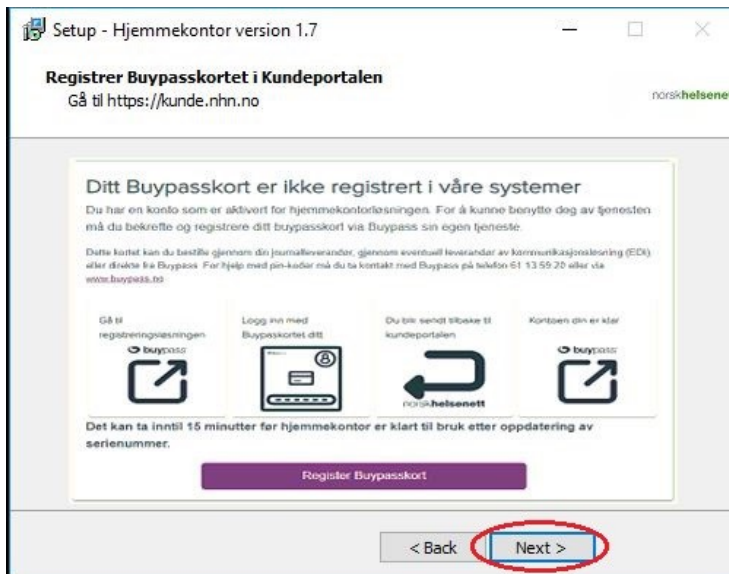 Setup - Hjemmekontor version 1.7
Registrer Buypasskortet i Kundeportalen
Gå til https://kunde.nhn.no
norskhelsenet
Ditt Buypasskort er ikke registrert i våre systemer
Du har en konto som er aktivert for hjemmekontorløsningen. For å kunne benytte deg av tjenesten
må du bekrefte og registrere ditt buypasskort via Buypass sin egen tjeneste.
Dette kortet kan du bestille gjennom din journalleverandør, gjennom eventuell leverandør av kommunikasjonsløsning (EDI)
eller direkte fra Buypass. For hjelp med pin-koder må du ta kontakt med Buypass på telefon 61 13 59 20 eller via
www.buypass.no
Gå til
registreringsløsningen
buypass
Logg inn med
Buypasskortet ditt
Du blir sendt tilbake til
kundeportalen
norskhelsenett
Kontoen din er klar
buypass
Det kan ta inntil 15 minutter før hjemmekontor er klart til bruk etter oppdatering av
serienummer.
Register Buypasskort
< Back
Next >